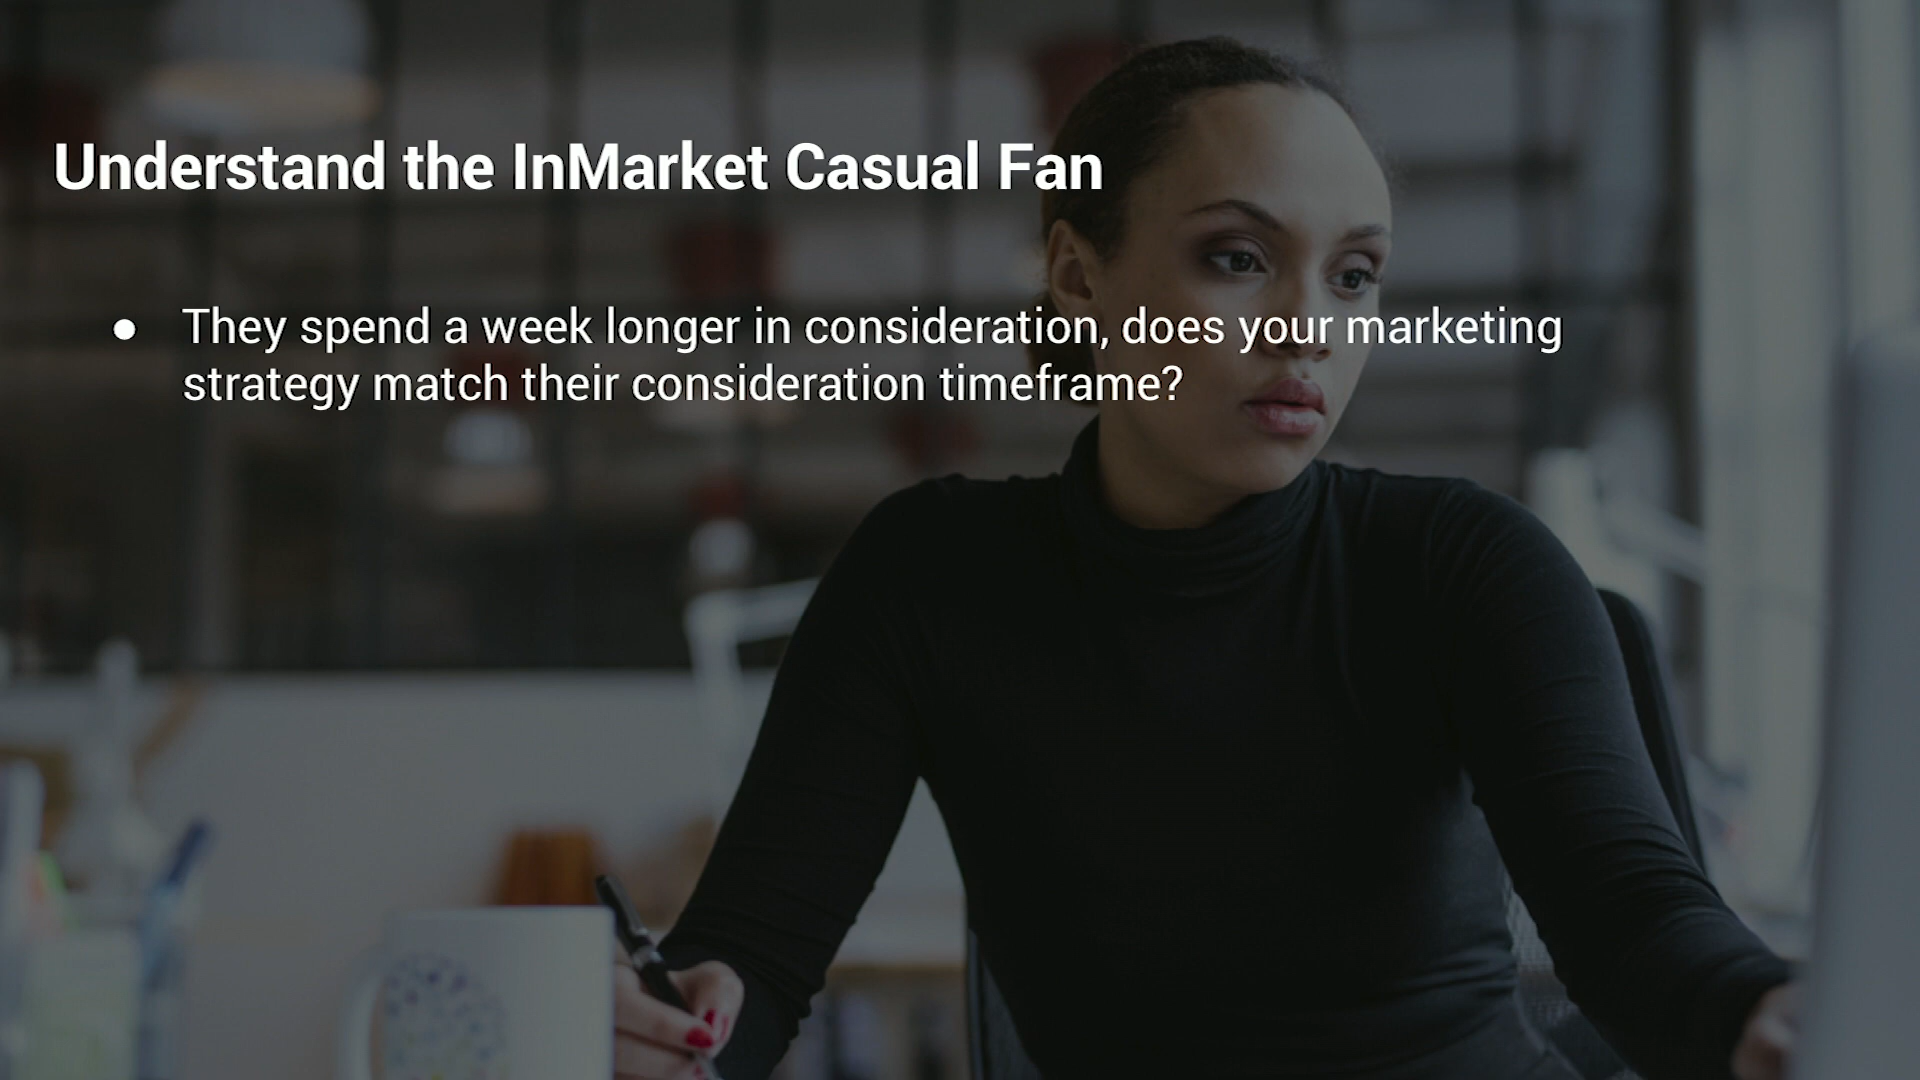 Understand the InMarket Casual Fan
● They spend a week longer in consideration, does your marketing
strategy match their consideration timeframe?